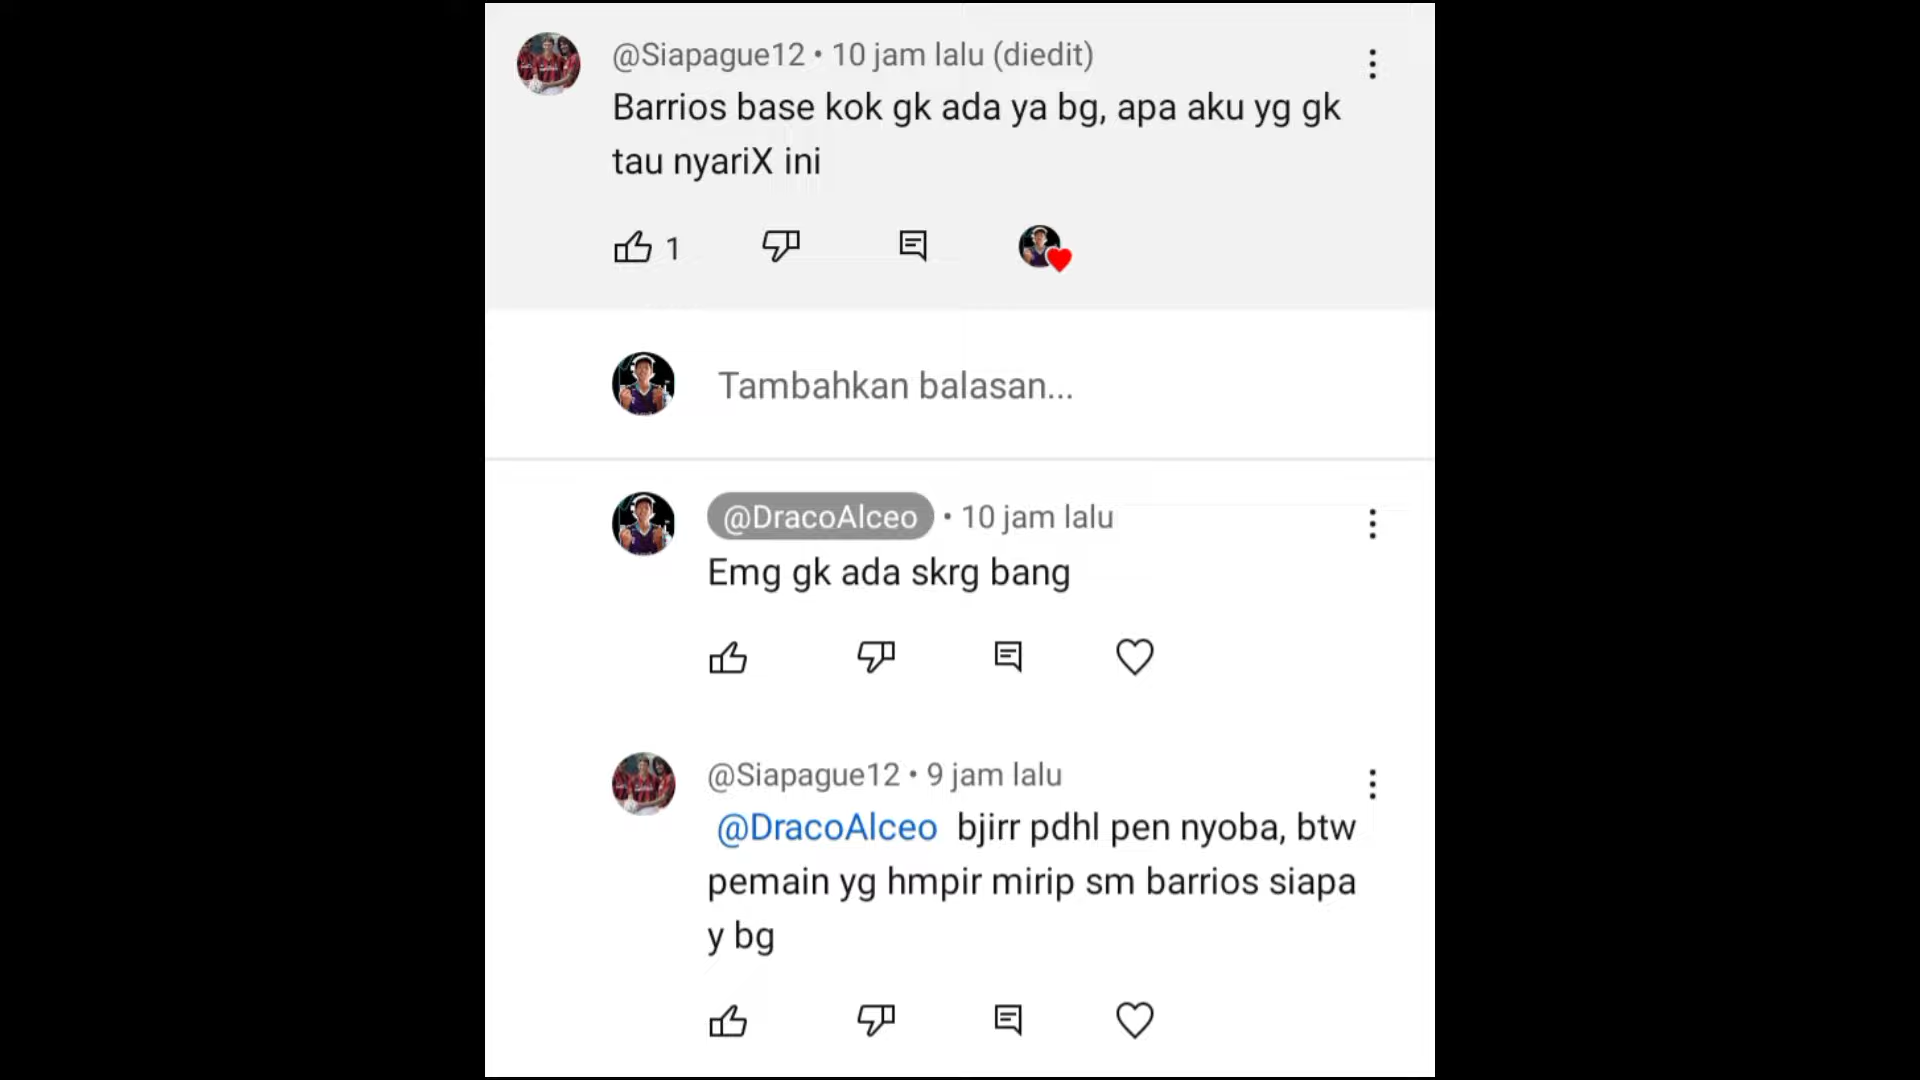 @Siapague12 • 10 jam lalu (diedit)
Barrios base kok gk ada ya bg, apa aku yg gk
tau nyariX ini
1
Tambahkan balasan...
@DracoAlceo • 10 jam lalu
Emg gk ada skrg bang
@Siapague12 • 9 jam lalu
@DracoAlceo bjirr pdhl pen nyoba, btw
pemain yg hmpir mirip sm barrios siapa
y bg